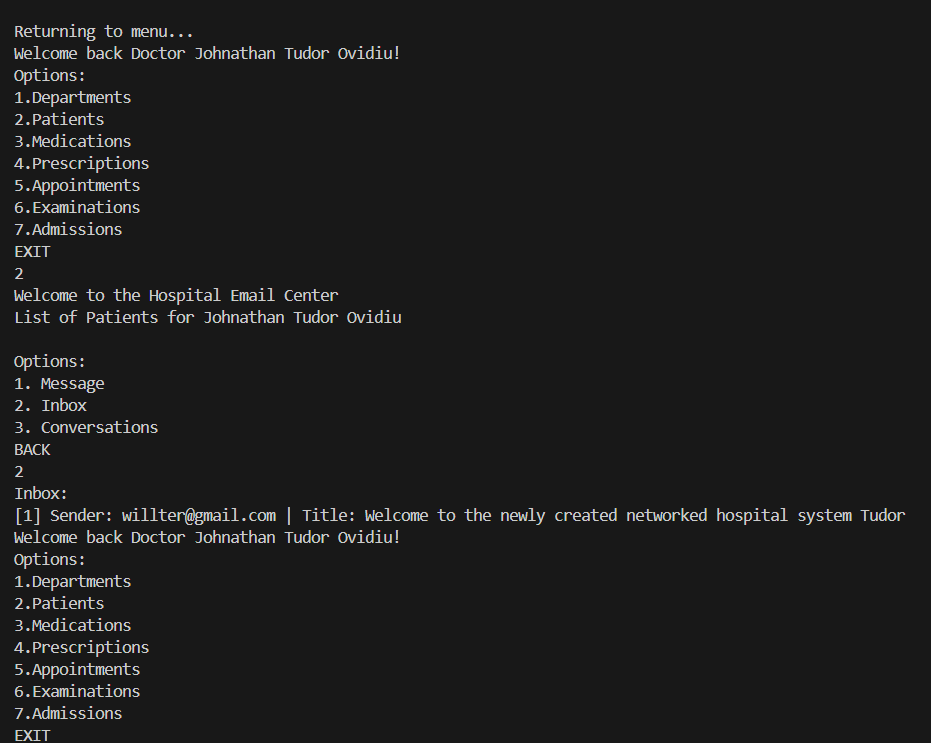 Returning to menu...
Welcome back Doctor Johnathan Tudor Ovidiu!
Options:
1.Departments
2.Patients
3.Medications
4.Prescriptions
5.Appointments
6.Examinations
7.Admissions
EXIT
2
Welcome to the Hospital Email Center
List of Patients for Johnathan Tudor Ovidiu
Options:
1. Message
2. Inbox
3. Conversations
BACK
2
Inbox:
[1] Sender: willter@gmail.com | Title: Welcome to the newly created networked hospital system Tudor
Welcome back Doctor Johnathan Tudor Ovidiu!
Options:
1.Departments
2.Patients
3.Medications
4.Prescriptions
5.Appointments
6.Examinations
7.Admissions
EXIT